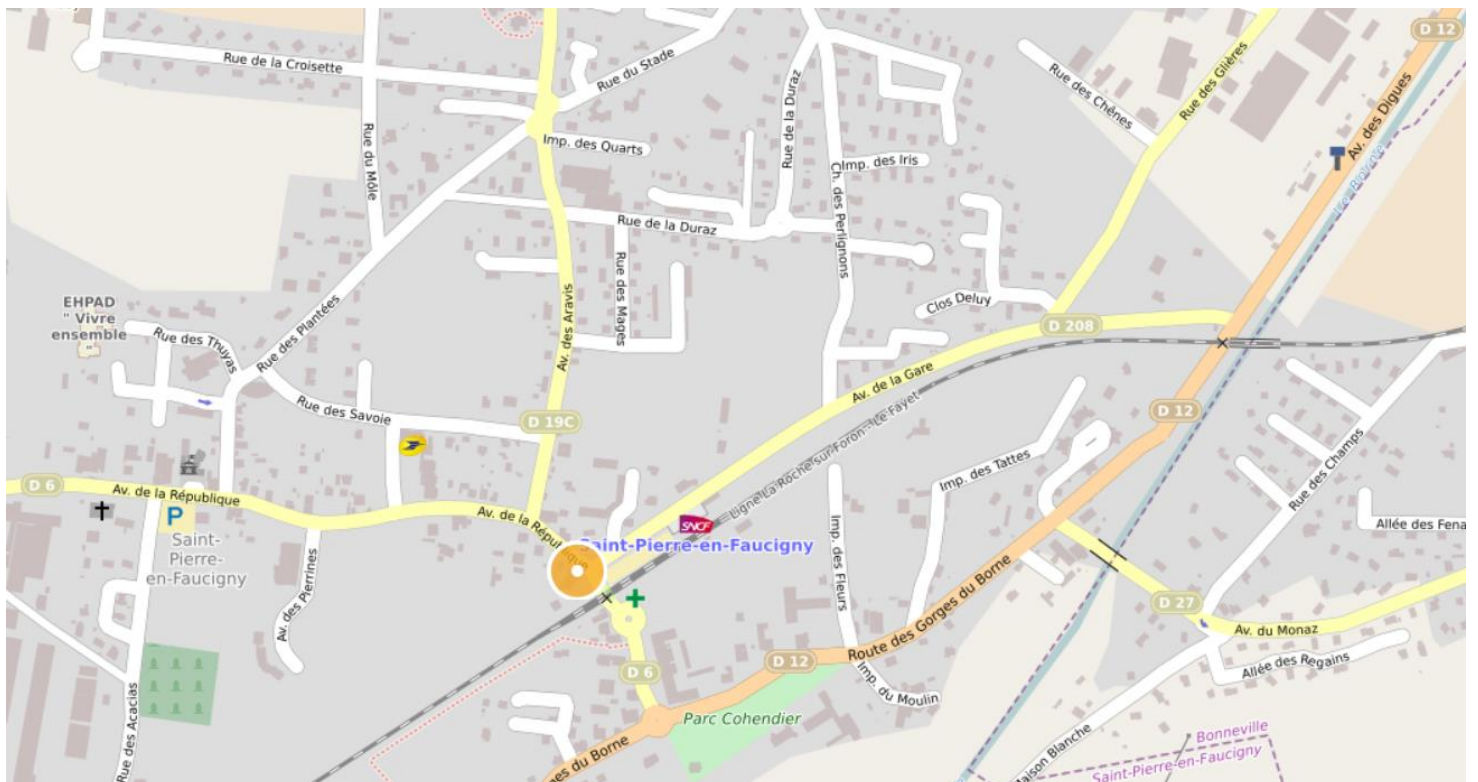 D 12
Rue de la Croisette
Rue du Stade
Rue de la Duraz
Rue des Chênes
Rue des Glières
Av. des Digues
Rue du Môle
Imp. des Quarts
Imp. des Iris
Ch. des Perlignons
Le Borne
Rue de la Duraz
Rue des Mages
Clos Deluy
D 208
EHPAD
" Vivre
ensemble
"
Rue des Thuyas
Rue des Plantées
Av. des Aravis
Av. de la Gare
Rue des Savoie
D 19C
D 12
Ligne La Roche sur Foron - Le Fayet
Imp. des Tattes
Rue des Champs
D 6
Av. de la République
P
Saint-
Pierre-
en-Faucigny
Av. de la République
SNCF
Saint-Pierre-en-Faucigny
Allée des Fena
Imp. des Fleurs
Av. des Pierrines
D 27
Av. du Monaz
Route des Gorges du Borne
Allée des Regains
D 12
D 6
Imp. du Moulin
Rue des Acacias
Parc Cohendier
nes du Borne
Maison Blanche
Bonneville
Saint-Pierre-en-Faucigny